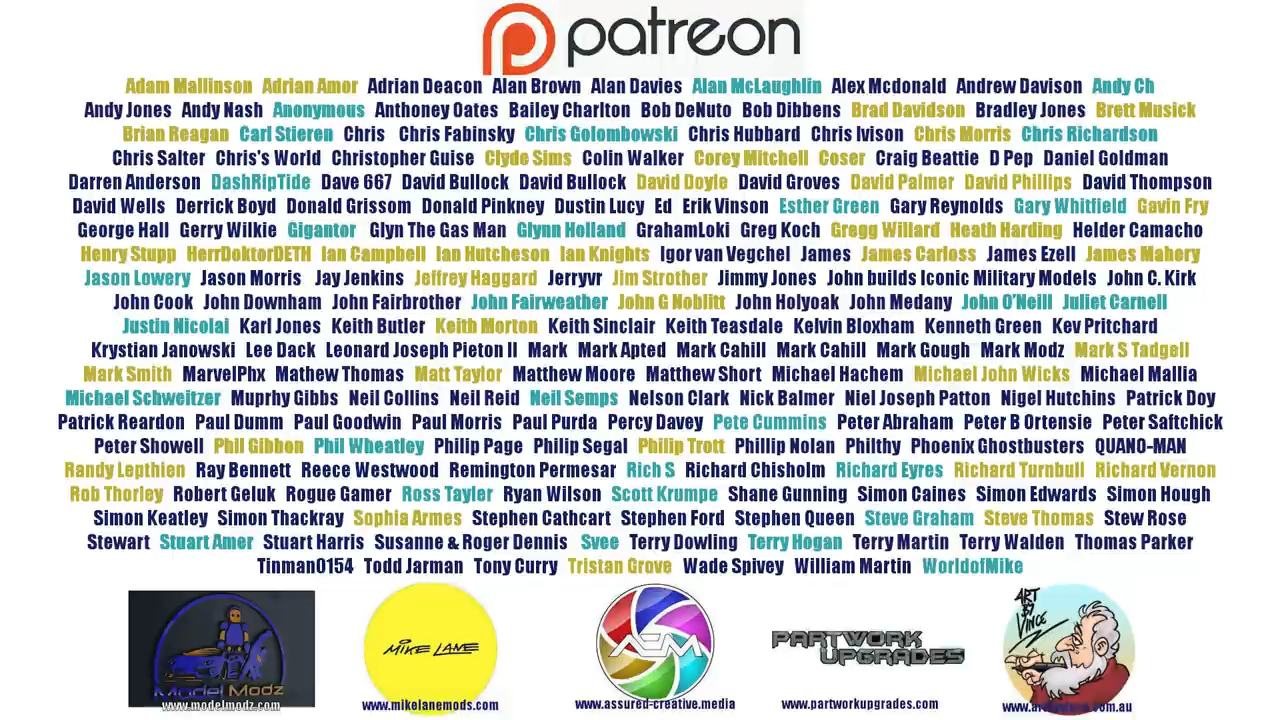 patreon
Adam Mallinson Adrian Amor Adrian Deacon Alan Brown Alan Davies Alan McLaughlin Alex Mcdonald Andrew Davison Andy Ch
Andy Jones Andy Nash Anonymous Anthoney Oates Bailey Charlton Bob DeNuto Bob Dibbens Brad Davidson Bradley Jones Brett Musick
Brian Reagan Carl Stieren Chris Chris Fabinsky Chris Golombowski Chris Hubbard Chris Ivison Chris Morris Chris Richardson
Chris Salter Chris's World Christopher Guise Clyde Sims Colin Walker Corey Mitchell Coser Craig Beattie D Pep Daniel Goldman
Darren Anderson DashRipTide Dave 667 David Bullock David Bullock David Doyle David Groves David Palmer David Phillips David Thompson
David Wells Derrick Boyd Donald Grissom Donald Pinkney Dustin Lucy Ed Erik Vinson Esther Green Gary Reynolds Gary Whitfield Gavin Fry
George Hall Gerry Wilkie Gigantor Glyn The Gas Man Glynn Holland GrahamLoki Greg Koch Gregg Willard Heath Harding Helder Camacho
Henry Stupp HerrDoktorDETH Ian Campbell Ian Hutcheson Ian Knights Igor van Vegchel James James Carloss James Ezell James Mahery
Jason Lowery Jason Morris Jay Jenkins Jeffrey Haggard Jerryvr Jim Strother Jimmy Jones John builds Iconic Military Models John C. Kirk
John Cook John Downham John Fairbrother John Fairweather John G Noblitt John Holyoak John Medany John O'Neill Juliet Carnell
Justin Nicolai Karl Jones Keith Butler Keith Morton Keith Sinclair Keith Teasdale Kelvin Bloxham Kenneth Green Kev Pritchard
Krystian Janowski Lee Dack Leonard Joseph Pieton II Mark Mark Apted Mark Cahill Mark Cahill Mark Gough Mark Modz Mark S Tadgell
Mark Smith MarvelPhx Mathew Thomas Matt Taylor Matthew Moore Matthew Short Michael Hachem Michael John Wicks Michael Mallia
Michael Schweitzer Muprhy Gibbs Neil Collins Neil Reid Neil Semps Nelson Clark Nick Balmer Niel Joseph Patton Nigel Hutchins Patrick Doy
Patrick Reardon Paul Dumm Paul Goodwin Paul Morris Paul Purda Percy Davey Pete Cummins Peter Abraham Peter B Ortensie Peter Saftchick
Peter Showell Phil Gibbon Phil Wheatley Philip Page Philip Segal Philip Trott Phillip Nolan Philthy Phoenix Ghostbusters QUANO-MAN
Randy Lepthien Ray Bennett Reece Westwood Remington Permesar Rich S Richard Chisholm Richard Eyres Richard Turnbull Richard Vernon
Rob Thorley Robert Geluk Rogue Gamer Ross Tayler Ryan Wilson Scott Krumpe Shane Gunning Simon Caines Simon Edwards Simon Hough
Simon Keatley Simon Thackray Sophia Armes Stephen Cathcart Stephen Ford Stephen Queen Steve Graham Steve Thomas Stew Rose
Stewart Stuart Amer Stuart Harris Susanne & Roger Dennis Svee Terry Dowling Terry Hogan Terry Martin Terry Walden Thomas Parker
Tinman0154 Todd Jarman Tony Curry Tristan Grove Wade Spivey William Martin WorldofMike
Model Modz
www.modelmodz.com
MIKE LANE
www.mikelanemods.com
ACM
www.assured-creative.media
PARTWORK UPGRADES
www.partworkupgrades.com
ART BY VINCE